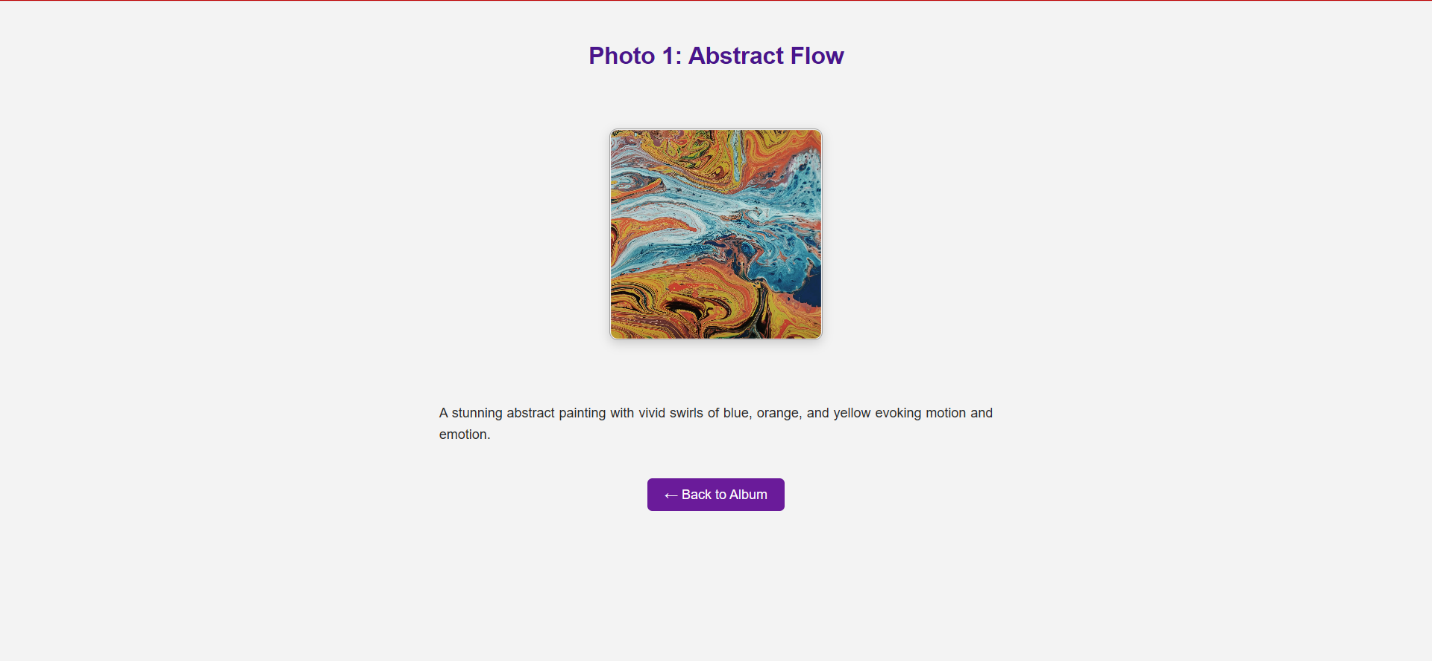 Photo 1: Abstract Flow
A stunning abstract painting with vivid swirls of blue, orange, and yellow evoking motion and
emotion.
← Back to Album